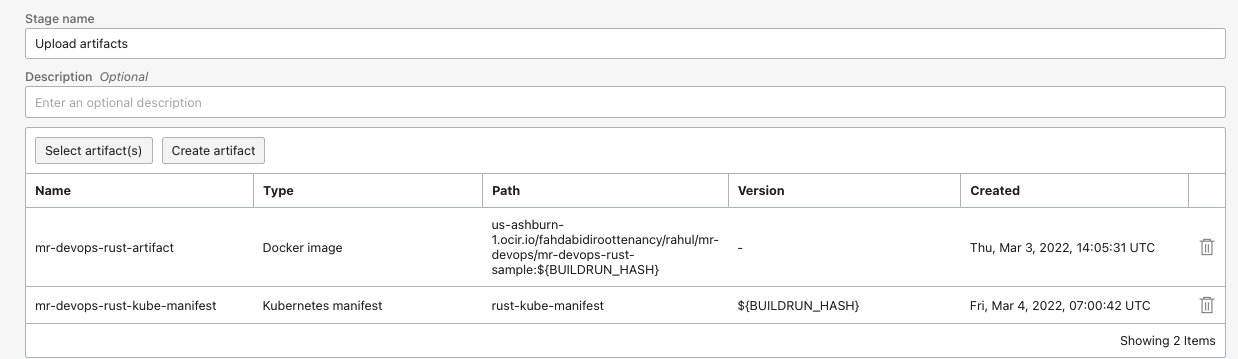 Stage name
Upload artifacts
Description Optional
Enter an optional description
Select artifact(s) Create artifact
Name Type Path Version Created
us-ashburn-
1.ocir.io/fahdabidiroottenancy/rahul/mr-
mr-devops-rust-artifact Docker image devops/mr-devops-rust- - Thu, Mar 3, 2022, 14:05:31 UTC
sample:${BUILDRUN_HASH}
mr-devops-rust-kube-manifest Kubernetes manifest rust-kube-manifest ${BUILDRUN_HASH} Fri, Mar 4, 2022, 07:00:42 UTC
Showing 2 Items